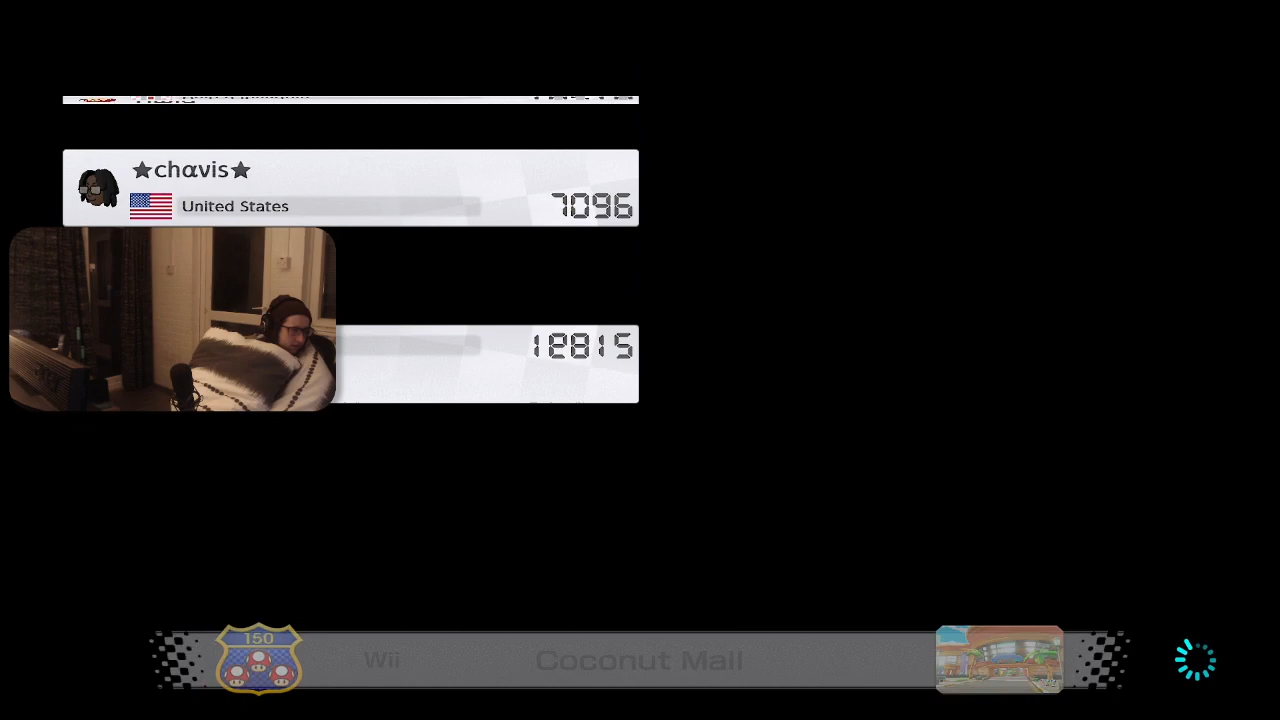 ★chαvis★
United States
7096
12815
150
Wii
Coconut Mall